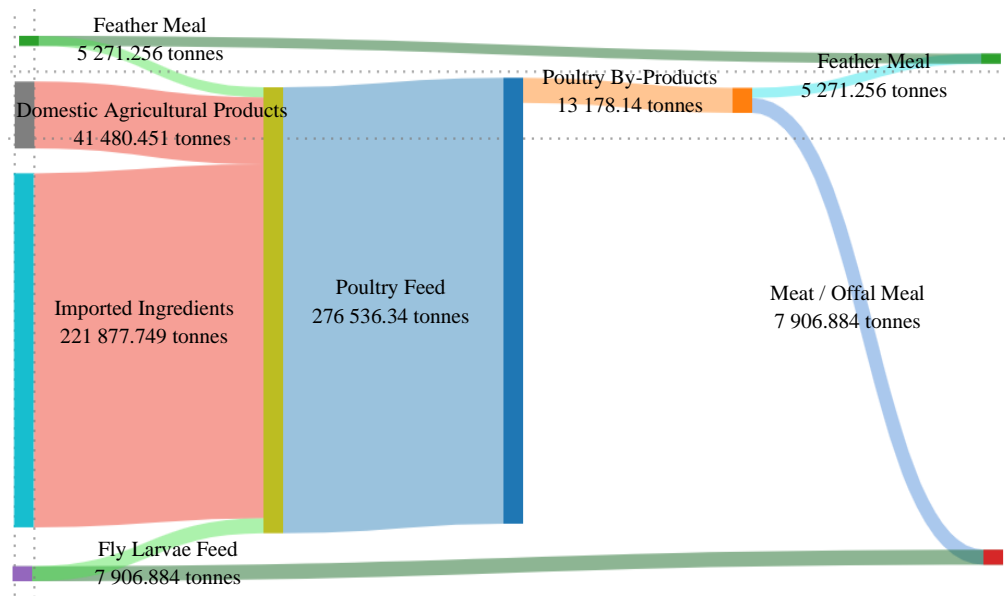 Feather Meal
5 271.256 tonnes
Domestic Agricultural Products
41 480.451 tonnes
Imported Ingredients
221 877.749 tonnes
Fly Larvae Feed
7 906.884 tonnes
Poultry Feed
276 536.34 tonnes
Poultry By-Products
13 178.14 tonnes
Feather Meal
5 271.256 tonnes
Meat / Offal Meal
7 906.884 tonnes